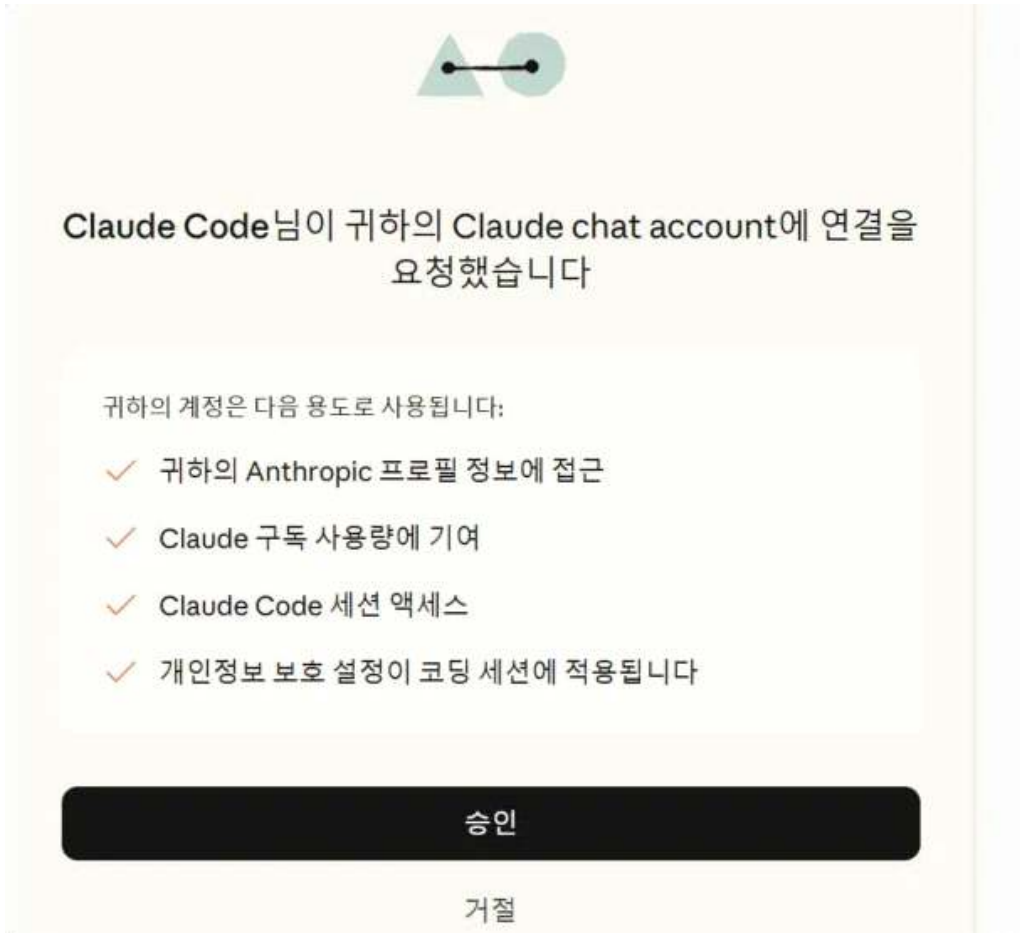 Claude Code님이 귀하의 Claude chat account에 연결을
요청했습니다
귀하의 계정은 다음 용도로 사용됩니다:
귀하의 Anthropic 프로필 정보에 접근
Claude 구독 사용량에 기여
Claude Code 세션 액세스
개인정보 보호 설정이 코딩 세션에 적용됩니다
승인
거절